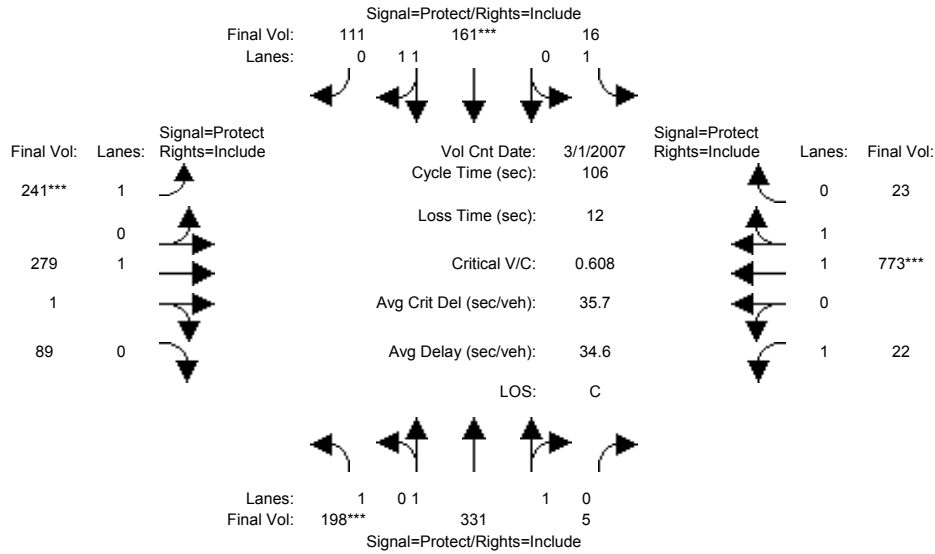 Signal=Protect/Rights=Include
Final Vol: 111 161*** 16
Lanes: 0 1 1 0 1
Signal=Protect Signal=Protect
Final Vol: Lanes: Rights=Include Vol Cnt Date: 3/1/2007 Rights=Include Lanes: Final Vol:
Cycle Time (sec): 106
241*** 1 0 23
Loss Time (sec): 12
0 1
279 1 Critical V/C: 0.608 1 773***
1 Avg Crit Del (sec/veh): 35.7 0
89 0 Avg Delay (sec/veh): 34.6 1 22
LOS: C
Lanes: 1 0 1 1 0
Final Vol: 198*** 331 5
Signal=Protect/Rights=Include